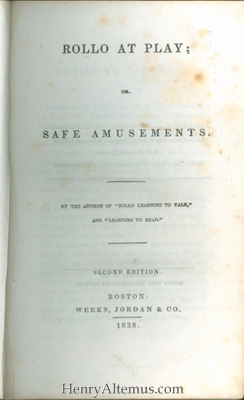 ROLLO AT PLAY;
OR,
SAFE AMUSEMENTS.
BY THE AUTHOR OF "ROLLO LEARNING TO TALK,"
AND "LEARNING TO READ."
SECOND EDITION.
BOSTON:
WEEKS, JORDAN & CO.
1838.
HenryAltemus.com